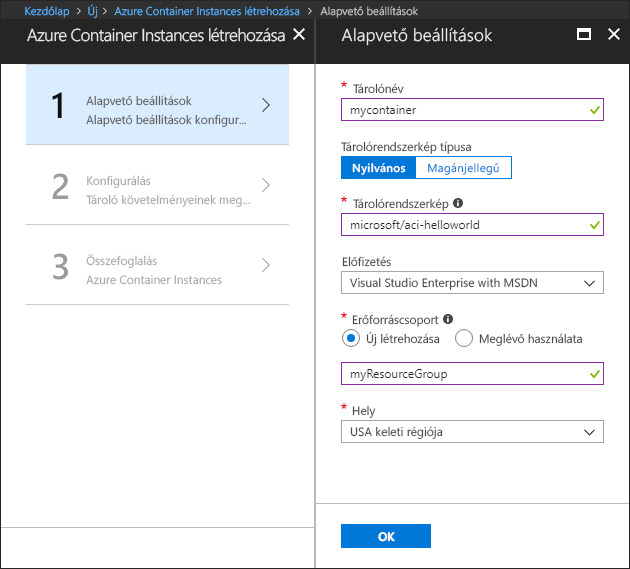 Kezdőlap > Új > Azure Container Instances létrehozása > Alapvető beállítások
Azure Container Instances létrehozása
1
Alapvető beállítások
Alapvető beállítások konfigur...
2
Konfigurálás
Tároló követelményeinek meg...
3
Összefoglalás
Azure Container Instances
Alapvető beállítások
* Tárolónév
mycontainer
Tárolórendszerkép típusa
Nyilvános Magánjellegű
* Tárolórendszerkép
microsoft/aci-helloworld
Előfizetés
Visual Studio Enterprise with MSDN
* Erőforráscsoport
Új létrehozása Meglévő használata
myResourceGroup
* Hely
USA keleti régiója
OK